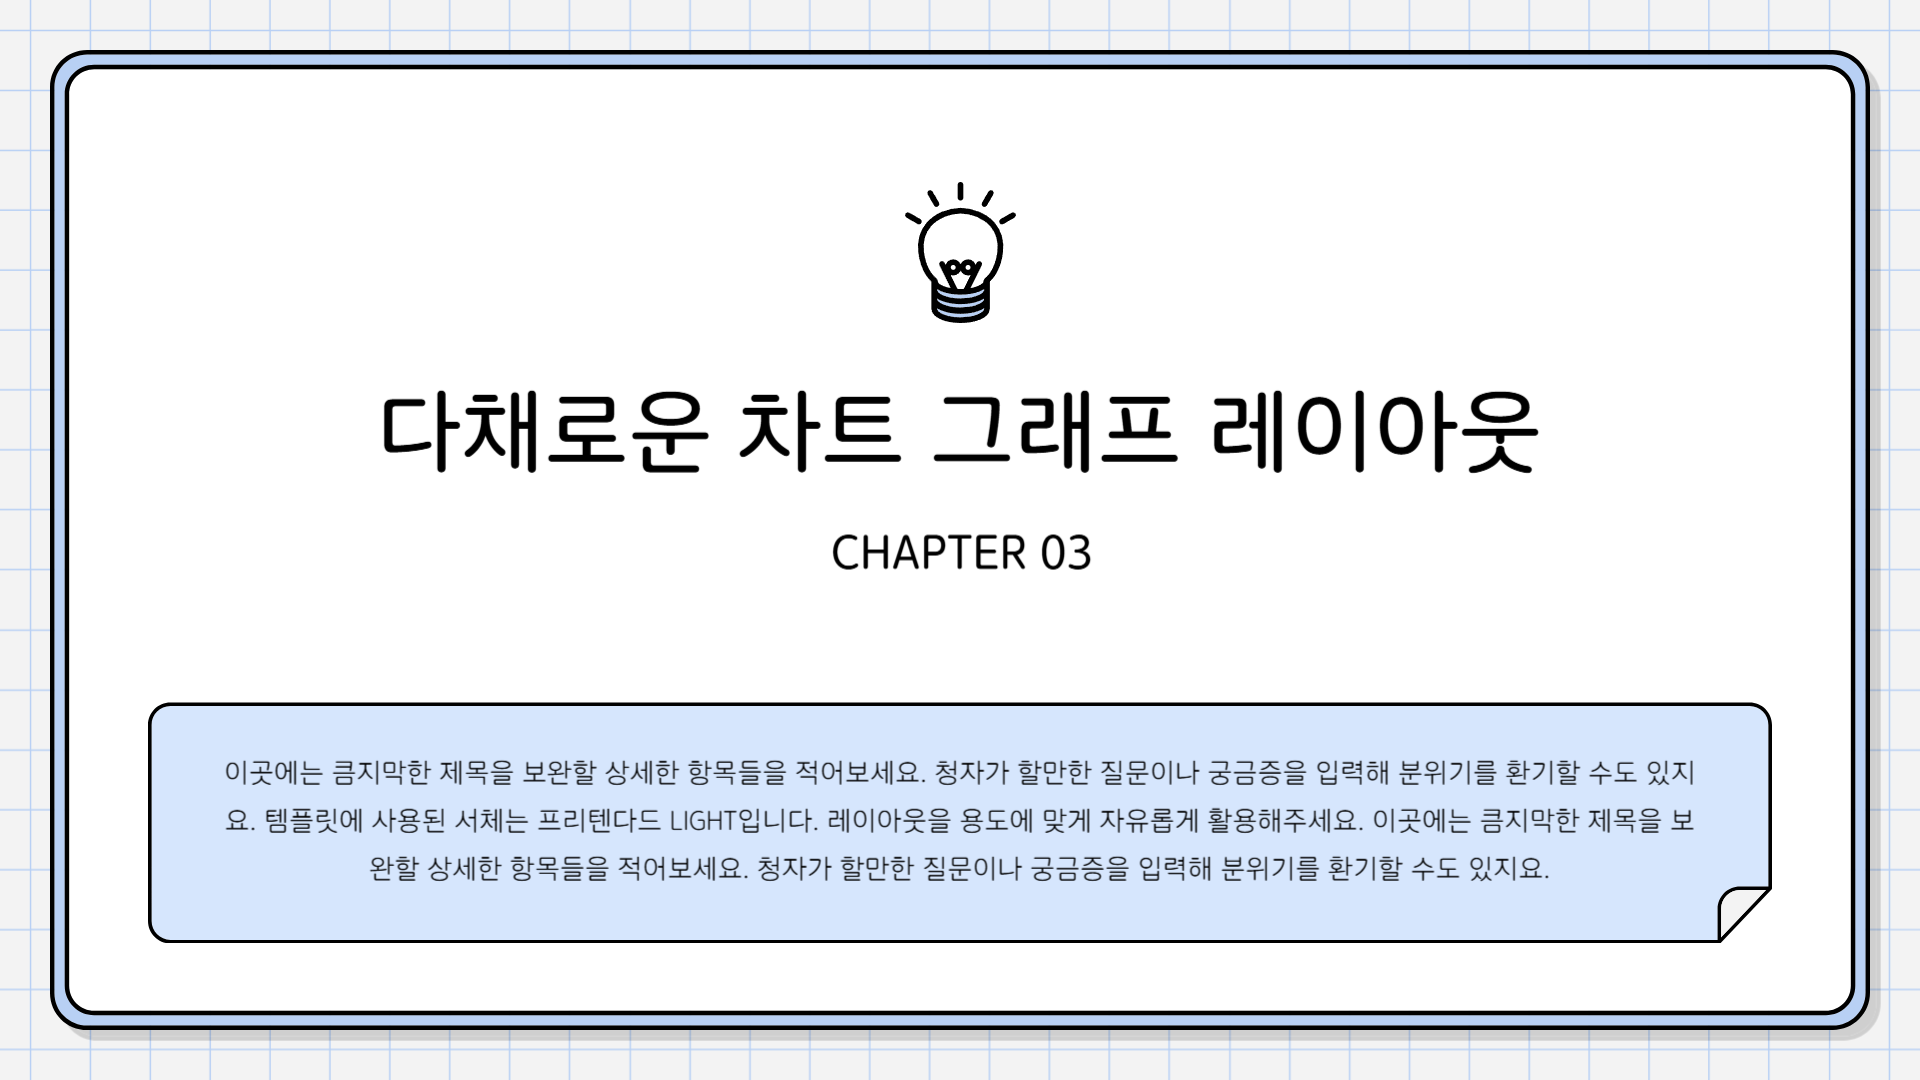 다채로운 차트 그래프 레이아웃
CHAPTER 03
이곳에는 큼지막한 제목을 보완할 상세한 항목들을 적어보세요. 청자가 할만한 질문이나 궁금증을 입력해 분위기를 환기할 수도 있지
요. 템플릿에 사용된 서체는 프리텐다드 LIGHT입니다. 레이아웃을 용도에 맞게 자유롭게 활용해주세요. 이곳에는 큼지막한 제목을 보
완할 상세한 항목들을 적어보세요. 청자가 할만한 질문이나 궁금증을 입력해 분위기를 환기할 수도 있지요.